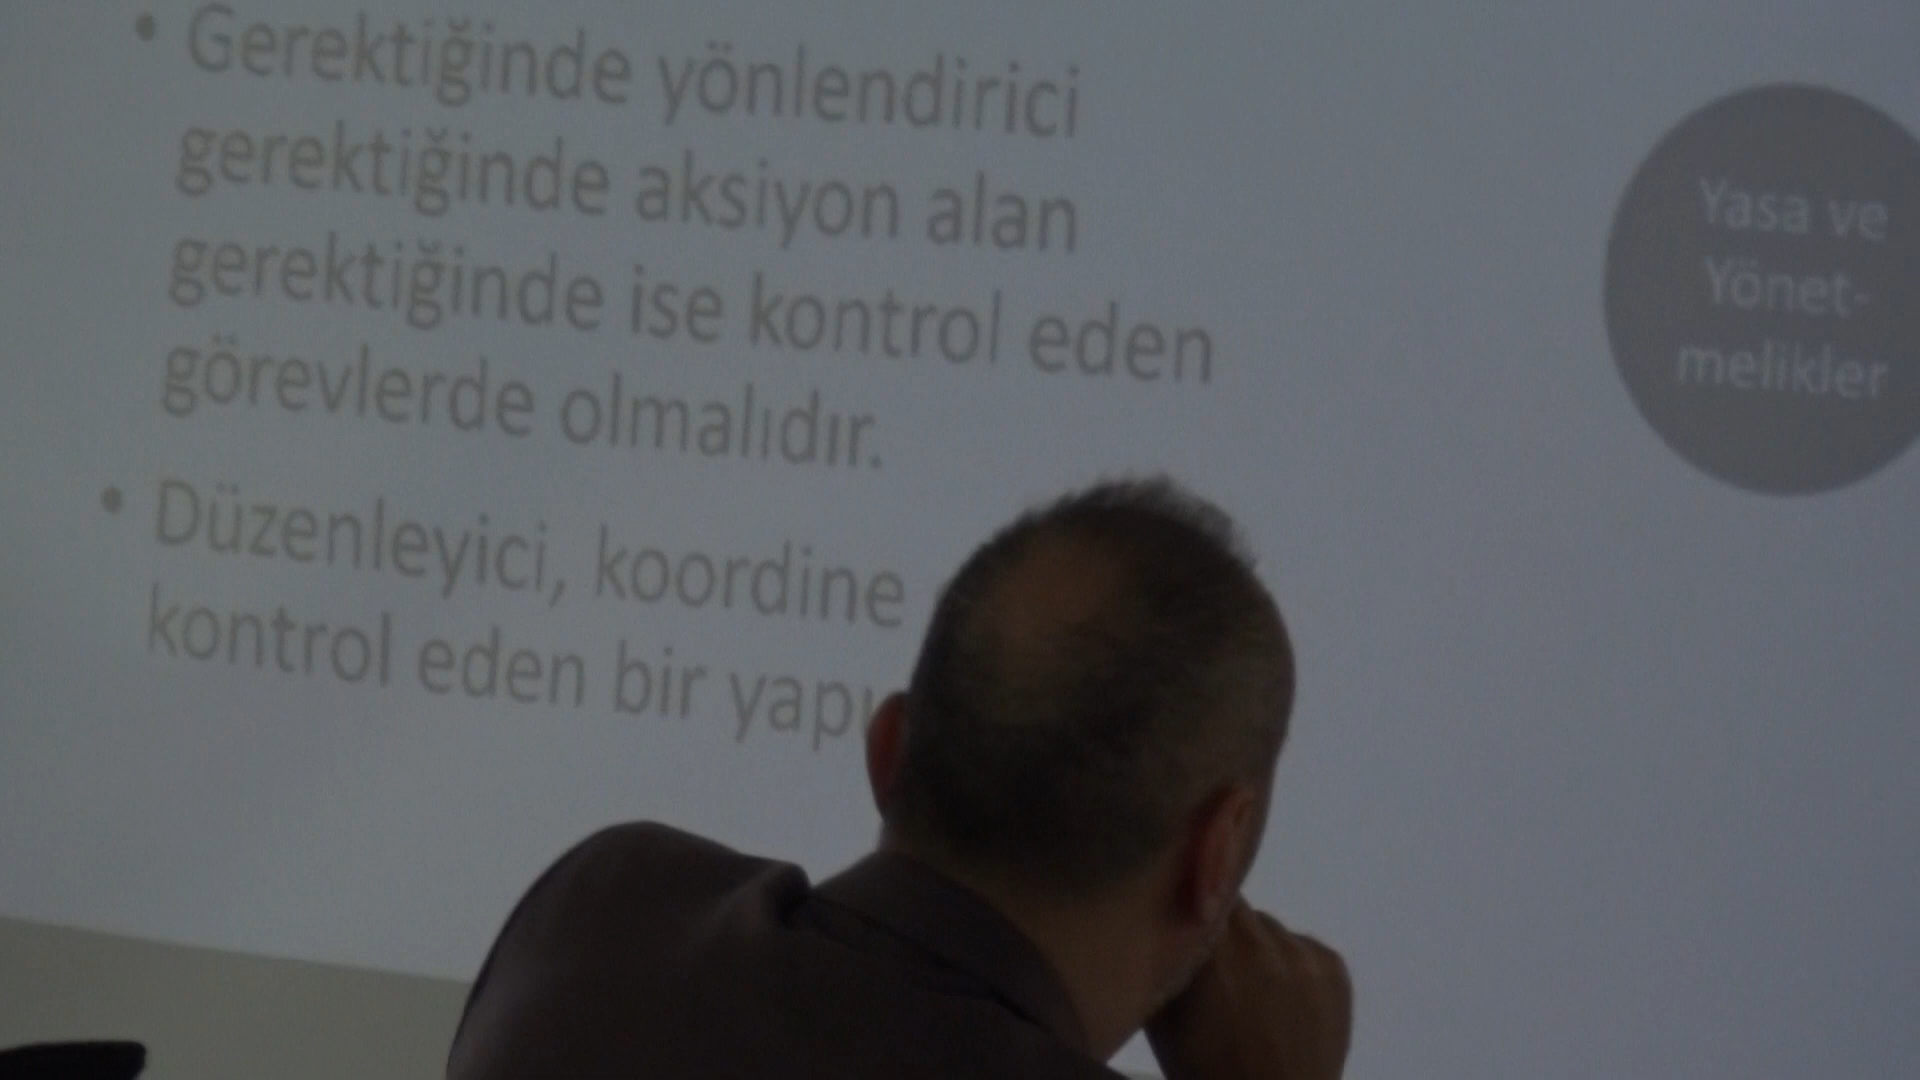 • Gerektiğinde yönlendirici
gerektiğinde aksiyon alan
gerektiğinde ise kontrol eden
görevlerde olmalıdır.
• Düzenleyici, koordine
kontrol eden bir
Yasa ve
Yönet-
melikler